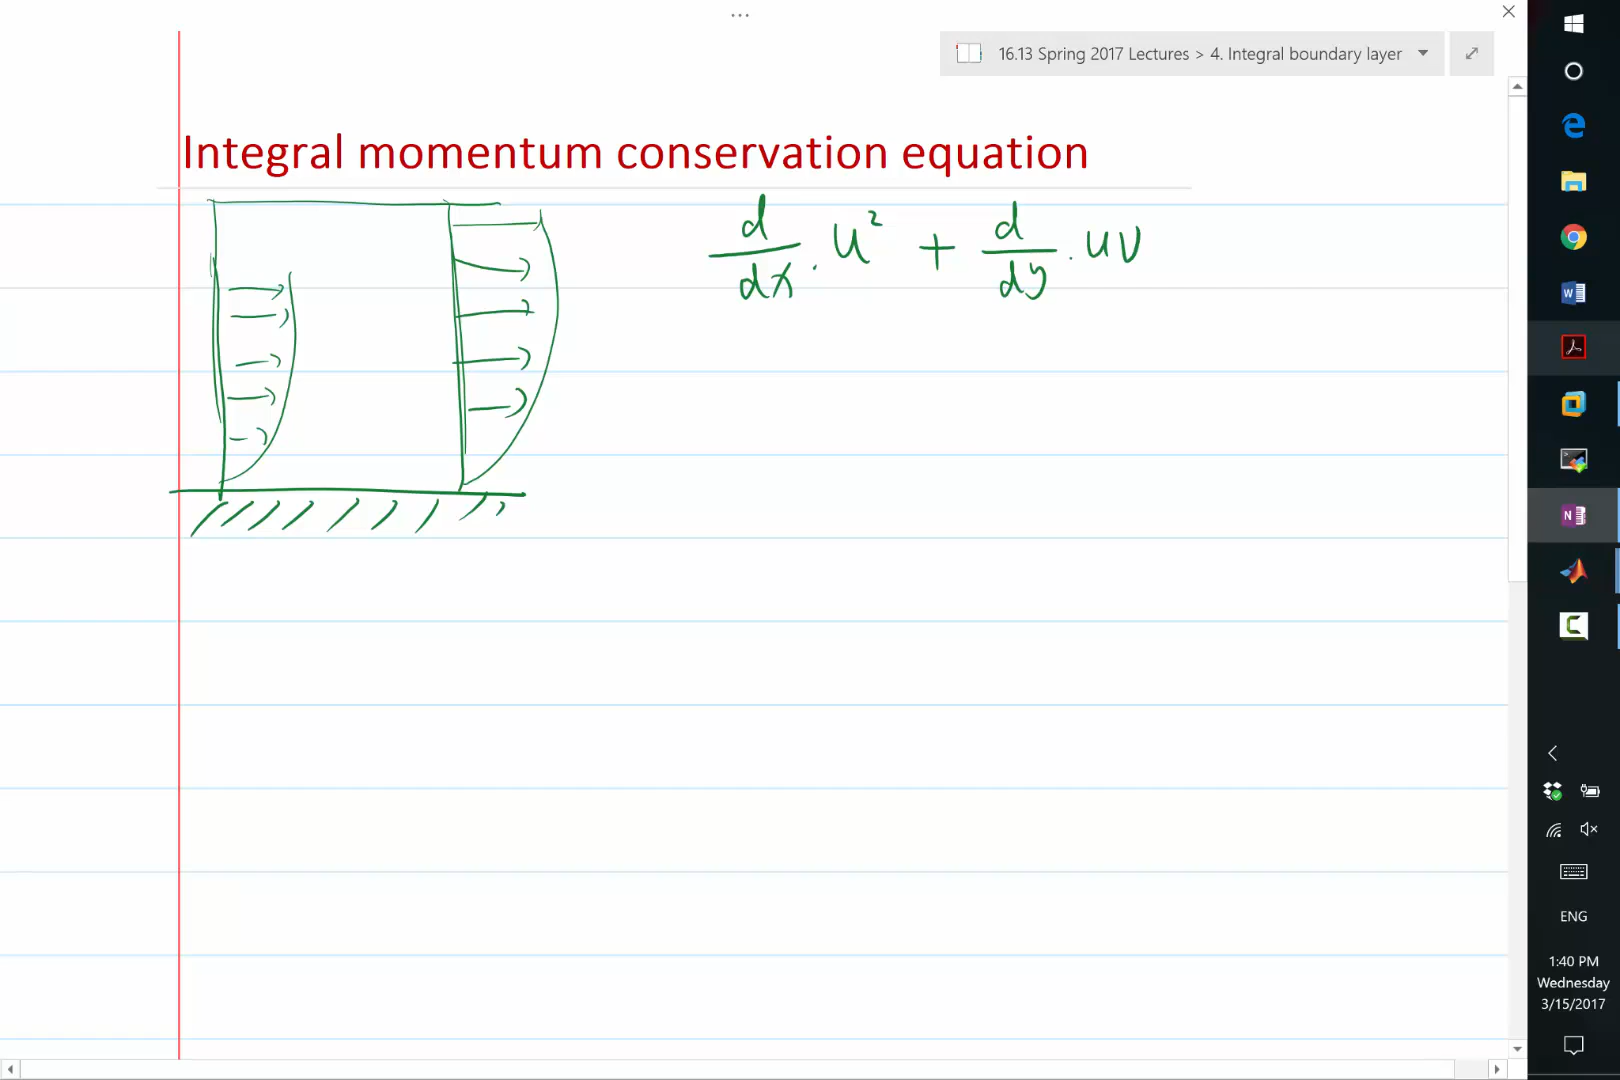 16.13 Spring 2017 Lectures > 4. Integral boundary layer
Integral momentum conservation equation
d/dx · u² + d/dy · uv
ENG
1:40 PM
Wednesday
3/15/2017